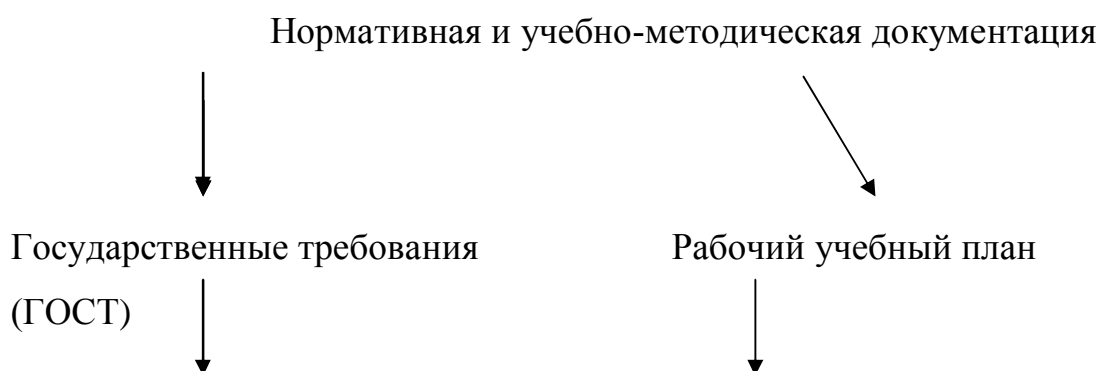 Нормативная и учебно-методическая документация
Государственные требования
(ГОСТ)
Рабочий учебный план